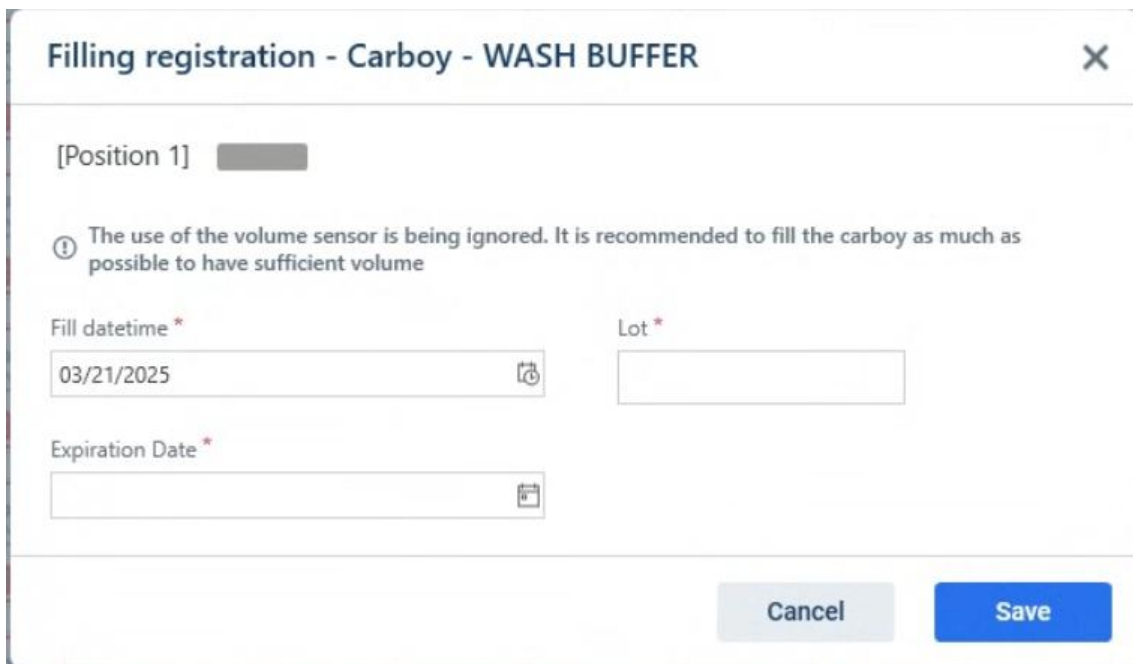 Filling registration - Carboy - WASH BUFFER
[Position 1]
The use of the volume sensor is being ignored. It is recommended to fill the carboy as much as
possible to have sufficient volume
Fill datetime *
Lot *
03/21/2025
Expiration Date *
Cancel
Save